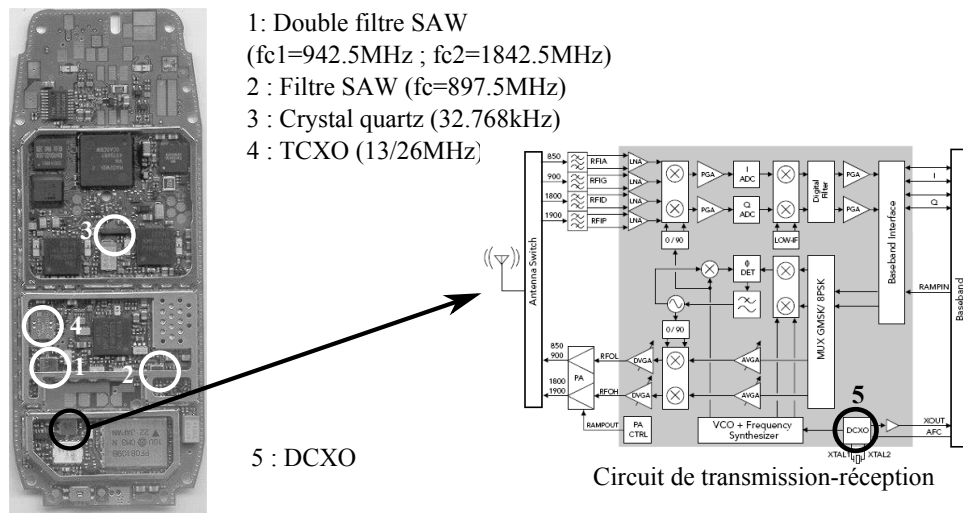 1: Double filtre SAW
(fc1=942.5MHz ; fc2=1842.5MHz)
2 : Filtre SAW (fc=897.5MHz)
3 : Crystal quartz (32.768kHz)
4 : TCXO (13/26MHz)
3
4
1
2
5 : DCXO
Antenna Switch
850
900
1800
1900
RFIA
RFIG
RFID
RFIP
LNA
LNA
LNA
LNA
PGA
PGA
I
ADC
Q
ADC
Digital
Filter
PGA
PGA
Baseband Interface
I
Q
0 / 90
LOW-IF
Φ
DET
MUX GMSK/ 8PSK
RAMPIN
Baseband
0 / 90
850
900
1800
1900
PA
RFOL
RFOH
DVGA
DVGA
AVGA
AVGA
RAMPOUT
PA
CTRL
VCO + Frequency
Synthesizer
5
DCXO
XOUT
AFC
XTAL1
XTAL2
Circuit de transmission-réception